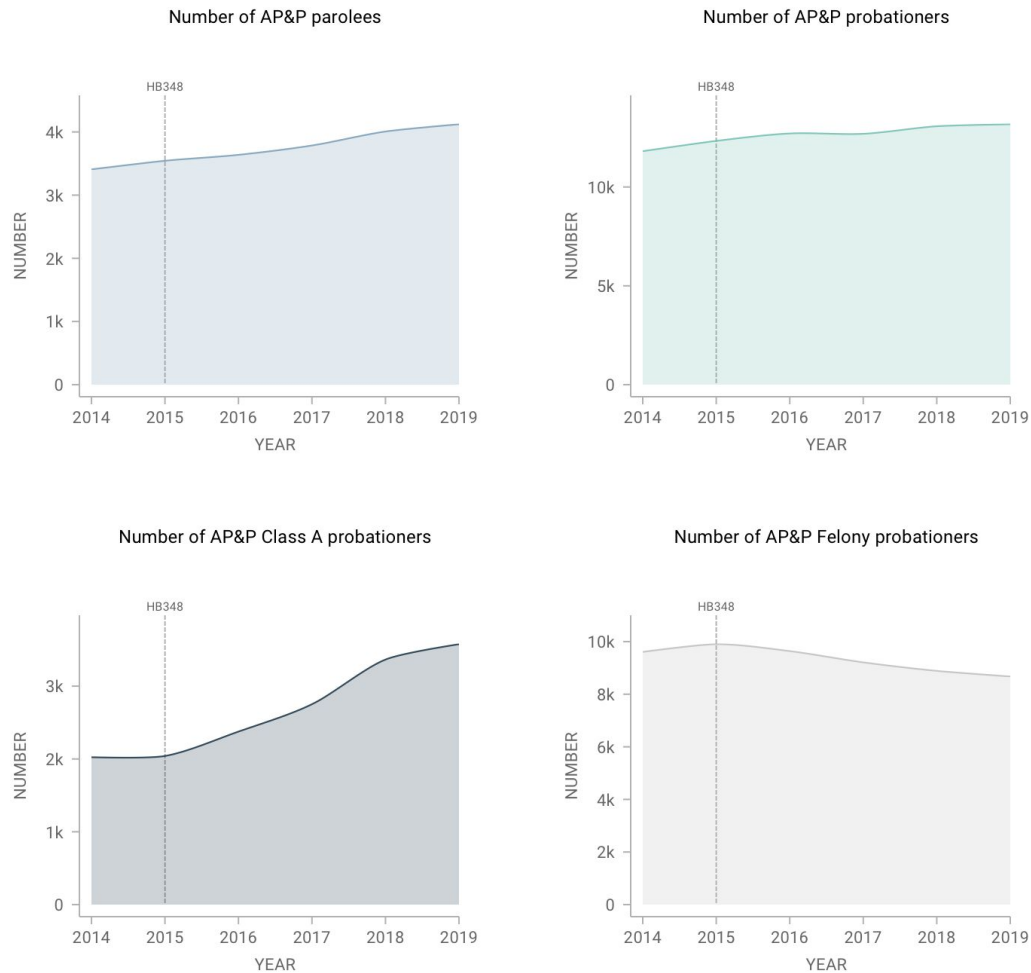 Number of AP&P parolees
HB348
4k
3k
2k
1k
0
NUMBER
2014 2015 2016 2017 2018 2019
YEAR
Number of AP&P probationers
HB348
10k
5k
0
NUMBER
2014 2015 2016 2017 2018 2019
YEAR
Number of AP&P Class A probationers
HB348
3k
2k
1k
0
NUMBER
2014 2015 2016 2017 2018 2019
YEAR
Number of AP&P Felony probationers
HB348
10k
8k
6k
4k
2k
0
NUMBER
2014 2015 2016 2017 2018 2019
YEAR